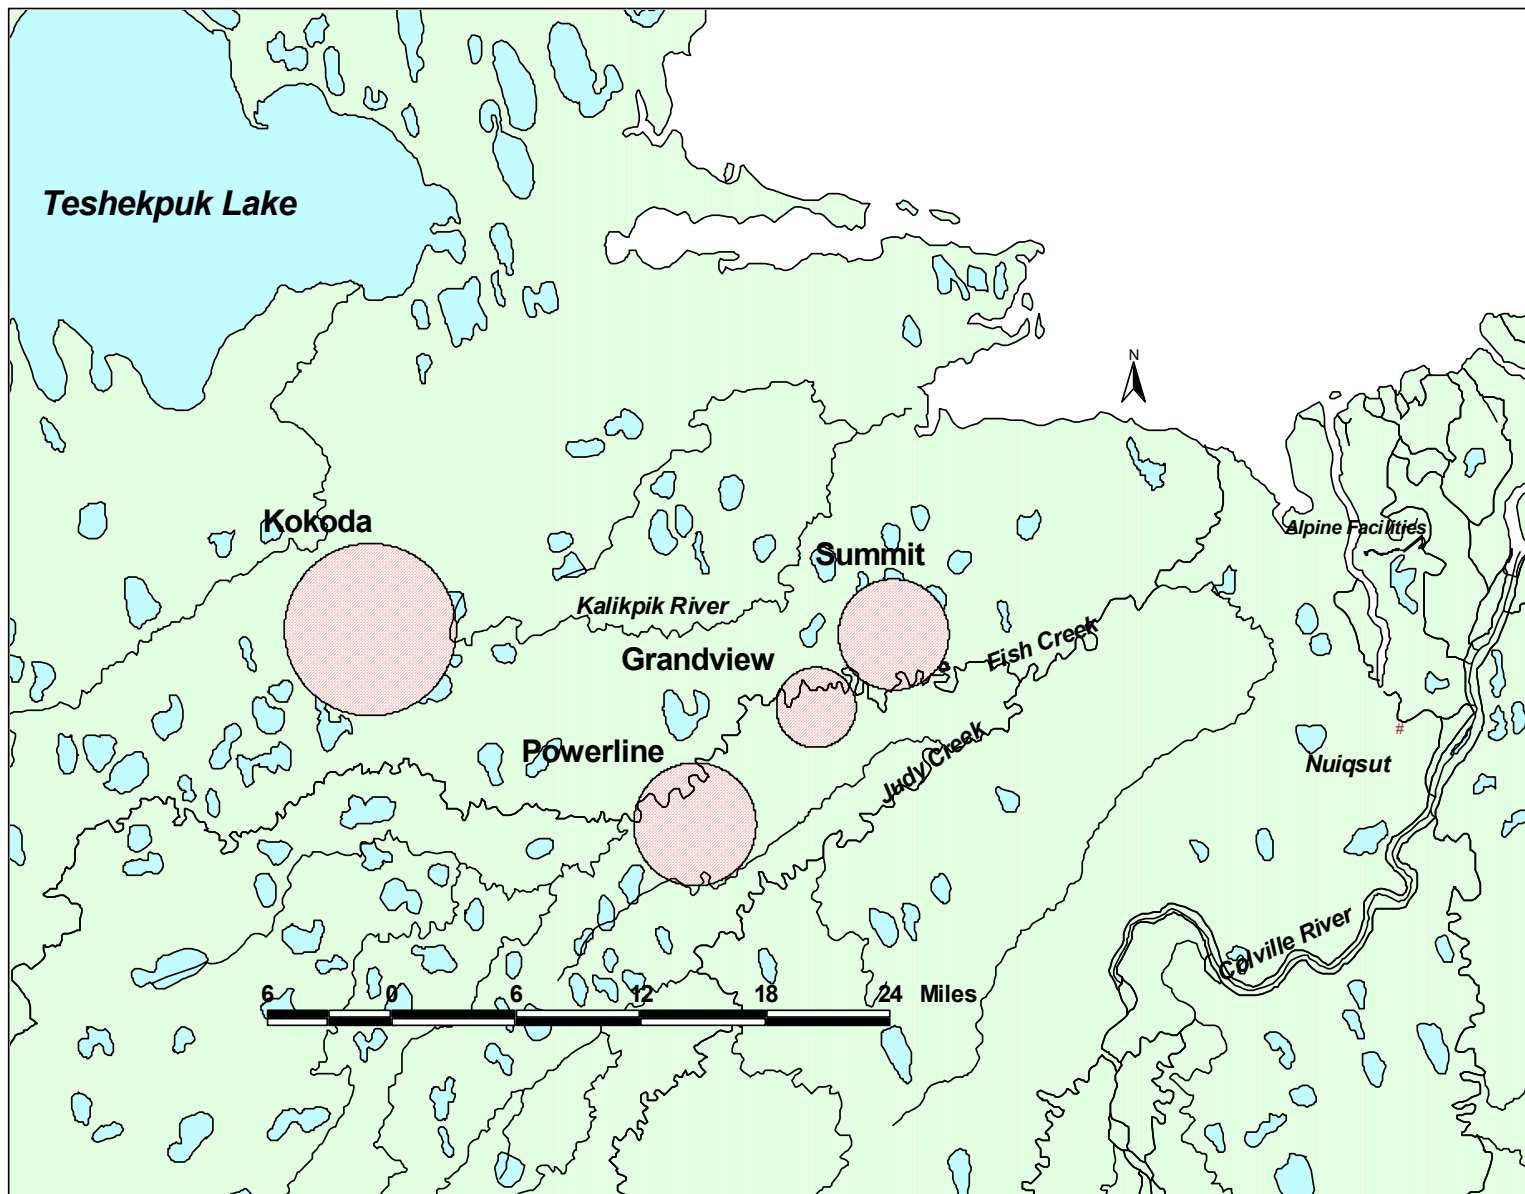 Teshekpuk Lake
N
Kokoda
Alpine Facilities
Summit
Kalikpik River
Fish Creek
Grandview
Powerline
Judy Creek
#
Nuiqsut
Colville River
6 0 6 12 18 24 Miles